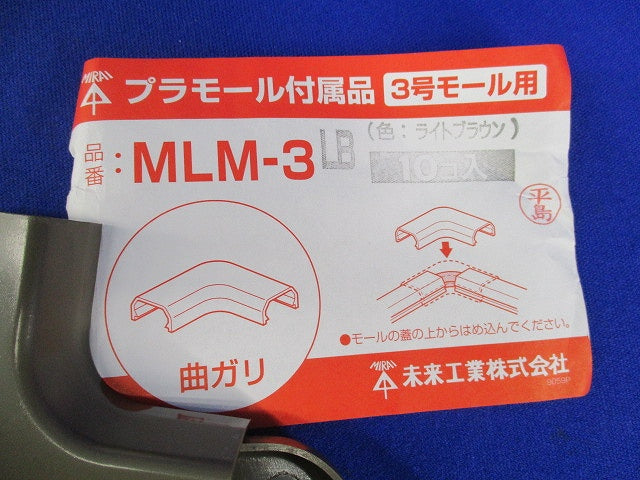 MIRAI プラモール付属品 3号モール用
品番: MLM-3 LB (色:ライトブラウン)
10コ入
平島
曲ガリ
●モールの蓋の上からはめ込んでください。
MIRAI 未来工業株式会社